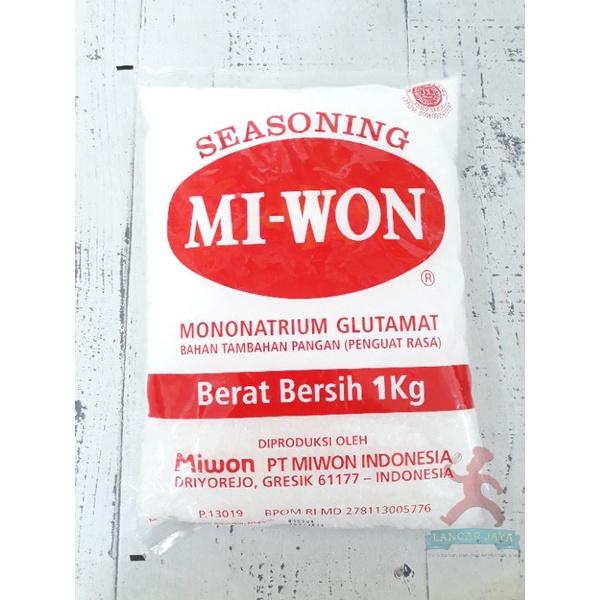 SEASONING
MI-WON
®
MONONATRIUM GLUTAMAT
BAHAN TAMBAHAN PANGAN (PENGUAT RASA)
Berat Bersih 1Kg
DIPRODUKSI OLEH
Miwon PT MIWON INDONESIA
DRIYOREJO, GRESIK 61177 – INDONESIA
P.13019 BPOM RI MD 278113005776
LANCAR JAYA